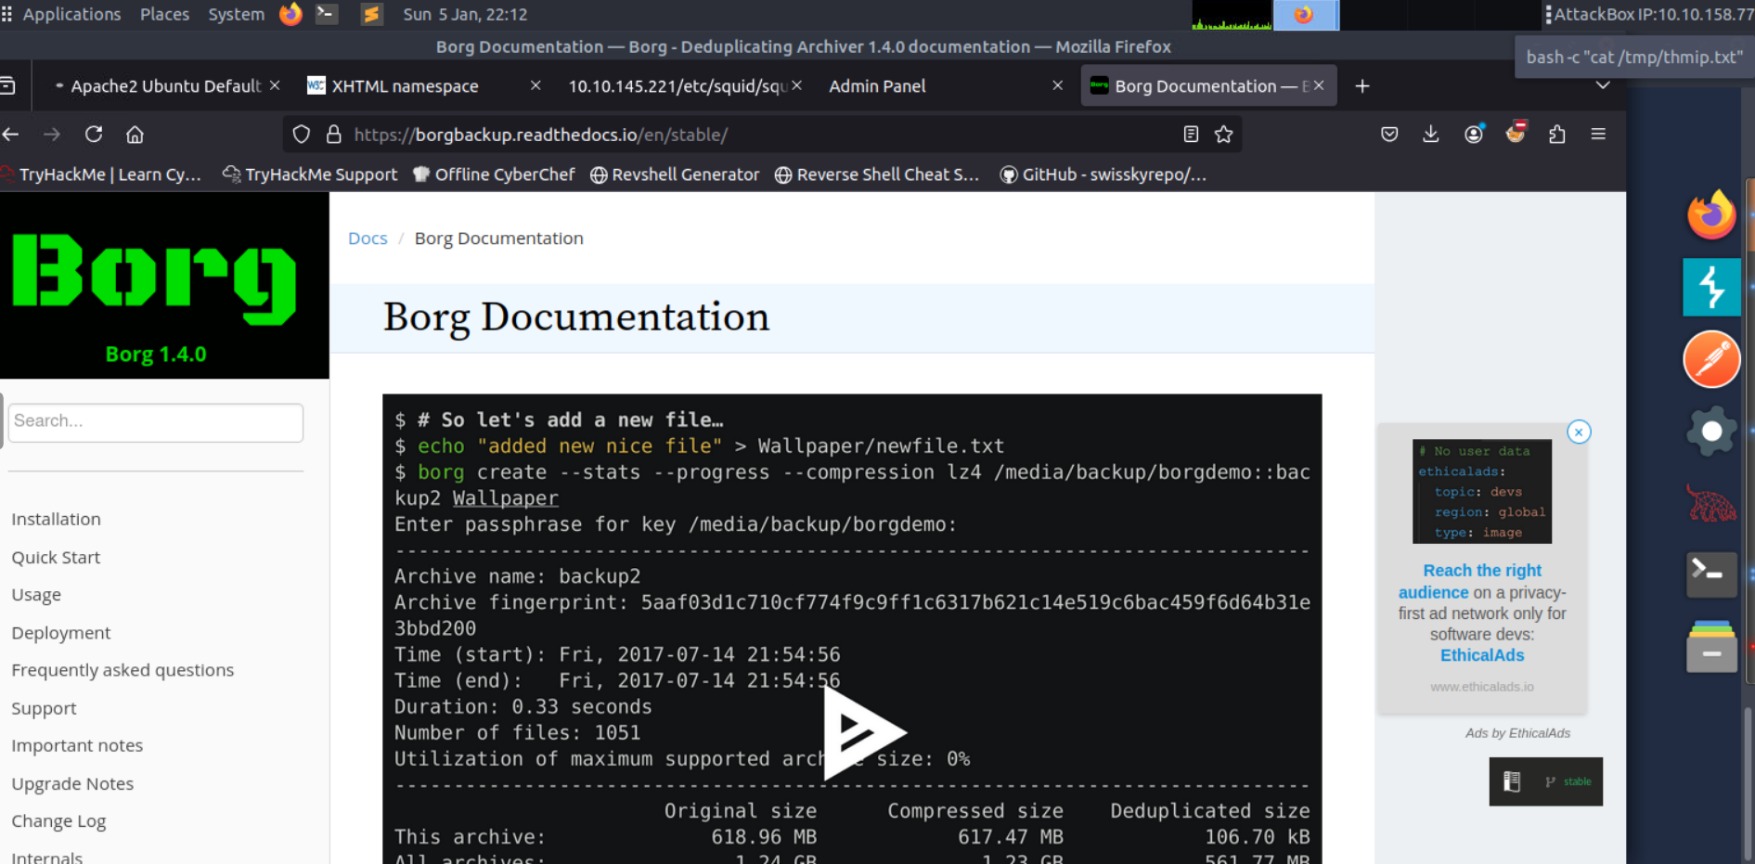 Applications Places System Sun 5 Jan, 22:12 AttackBox IP:10.10.158.77
Borg Documentation — Borg - Deduplicating Archiver 1.4.0 documentation — Mozilla Firefox
bash -c "cat /tmp/thmip.txt"
Apache2 Ubuntu Default XHTML namespace 10.10.145.221/etc/squid/squ Admin Panel Borg Documentation —
https://borgbackup.readthedocs.io/en/stable/
TryHackMe | Learn Cy... TryHackMe Support Offline CyberChef Revshell Generator Reverse Shell Cheat S... GitHub - swisskyrepo/...
Borg
Borg 1.4.0
Search...
Installation
Quick Start
Usage
Deployment
Frequently asked questions
Support
Important notes
Upgrade Notes
Change Log
Internals
Docs / Borg Documentation
Borg Documentation
$ # So let's add a new file…
$ echo "added new nice file" > Wallpaper/newfile.txt
$ borg create --stats --progress --compression lz4 /media/backup/borgdemo::bac
kup2 Wallpaper
Enter passphrase for key /media/backup/borgdemo:
------------------------------------------------------------------------------
Archive name: backup2
Archive fingerprint: 5aaf03d1c710cf774f9c9ff1c6317b621c14e519c6bac459f6d64b31e
3bbd200
Time (start): Fri, 2017-07-14 21:54:56
Time (end):   Fri, 2017-07-14 21:54:56
Duration: 0.33 seconds
Number of files: 1051
Utilization of maximum supported arch size: 0%
------------------------------------------------------------------------------
Original size Compressed size Deduplicated size
This archive: 618.96 MB 617.47 MB 106.70 kB
All archives: 1.24 GB 1.23 GB 561.77 MB
# No user data
ethicalads:
topic: devs
region: global
type: image
Reach the right
audience on a privacy-
first ad network only for
software devs:
EthicalAds
www.ethicalads.io
Ads by EthicalAds
stable